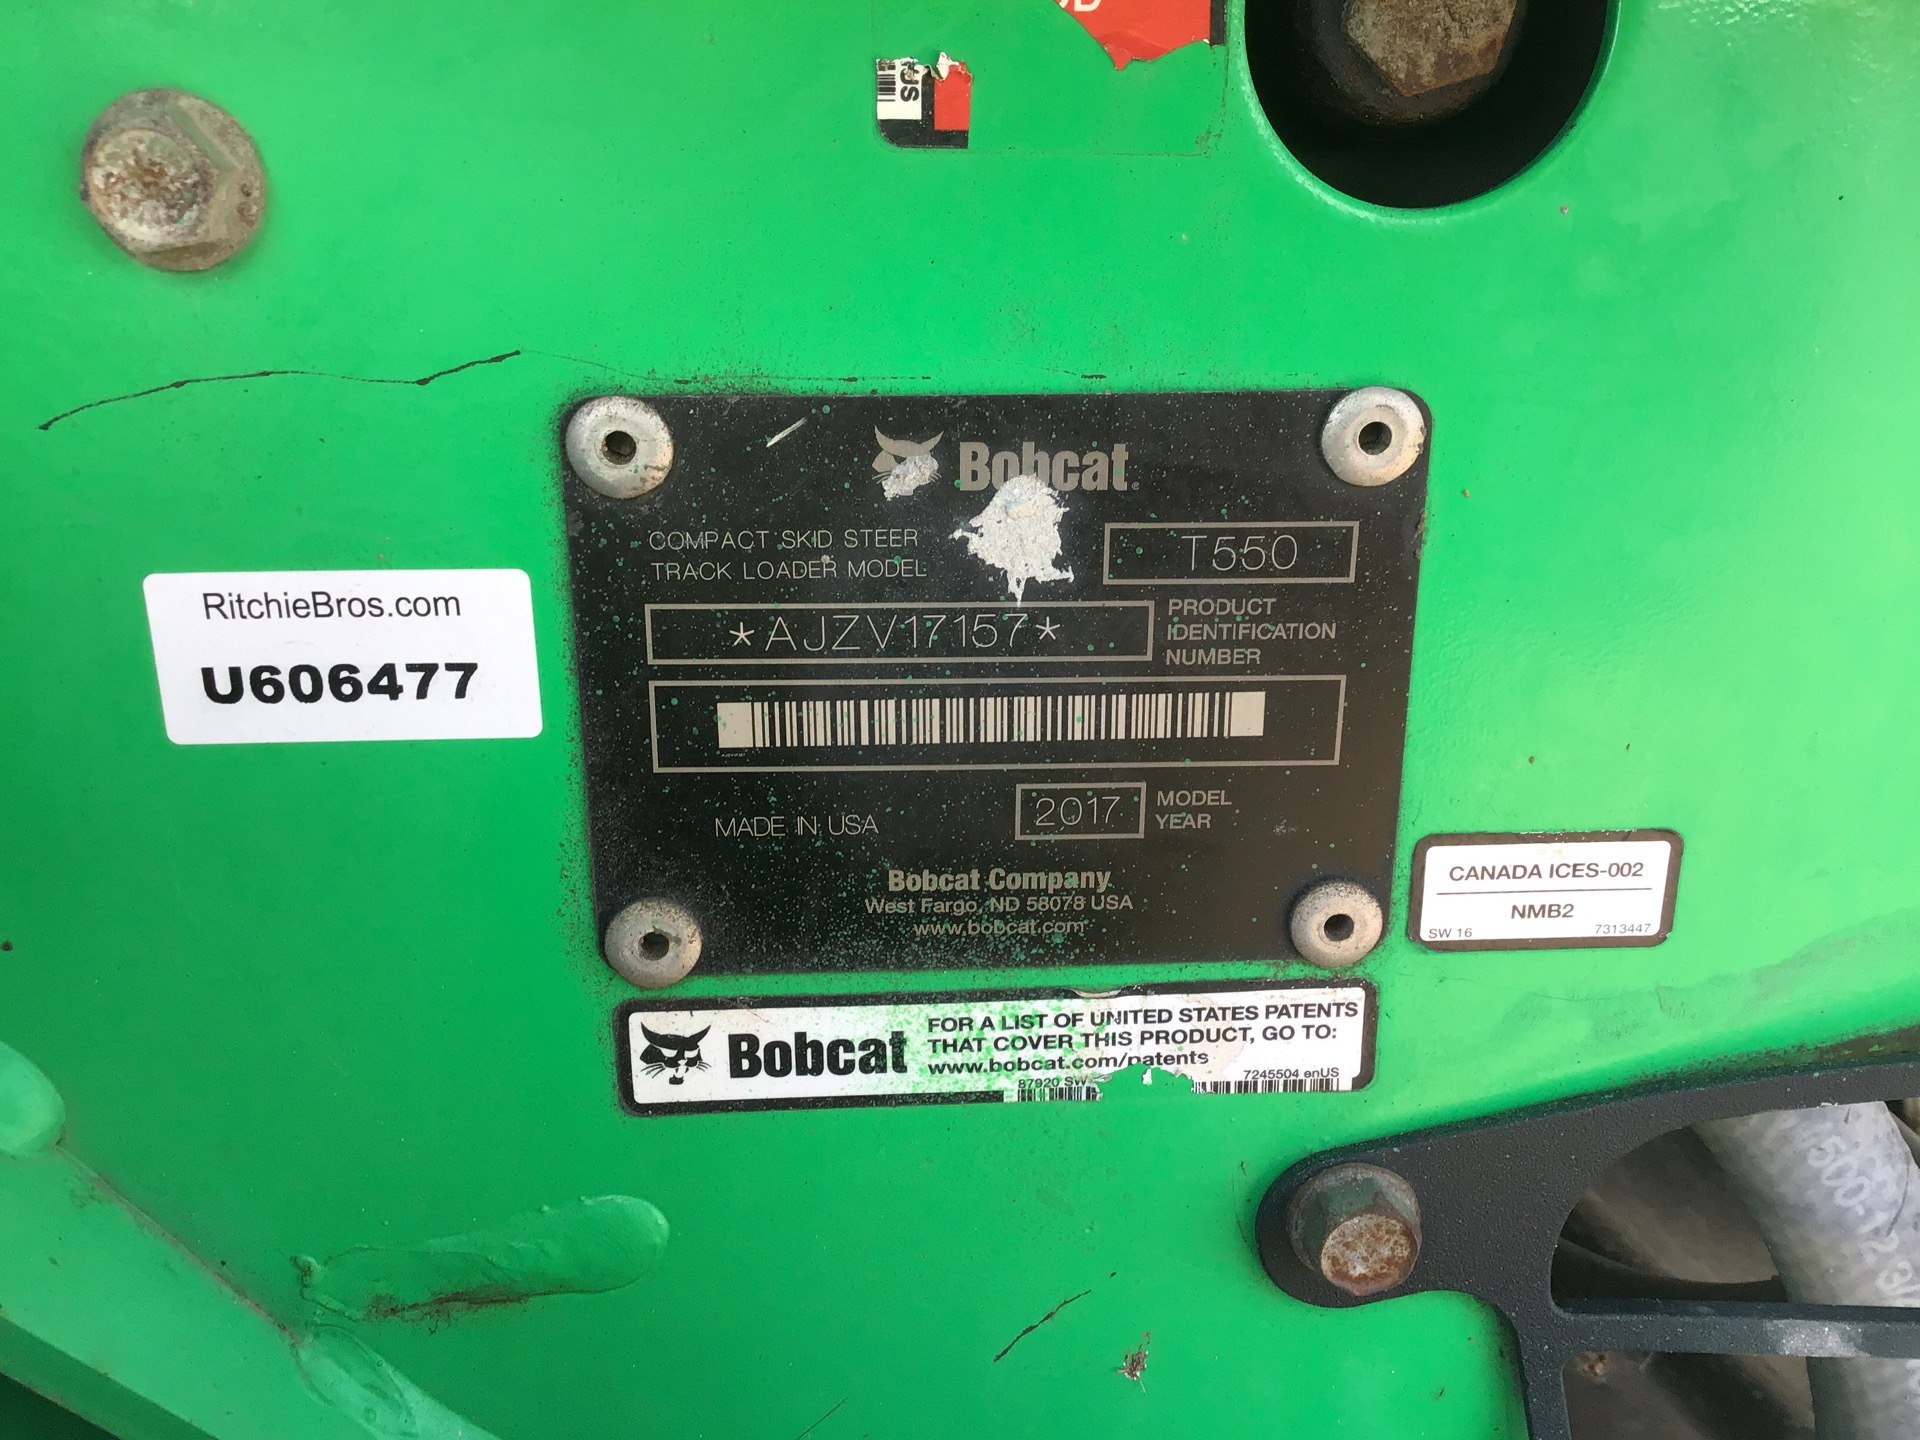 Bobcat
COMPACT SKID STEER
TRACK LOADER MODEL
T550
*AJZV17157*
PRODUCT
IDENTIFICATION
NUMBER
RitchieBros.com
U606477
MADE IN USA
2017
MODEL
YEAR
Bobcat Company
West Fargo, ND 58078 USA
www.bobcat.com
CANADA ICES-002
NMB2
SW 16 7313447
Bobcat
FOR A LIST OF UNITED STATES PATENTS
THAT COVER THIS PRODUCT, GO TO:
www.bobcat.com/patents
87920 SW
7245504 enUS